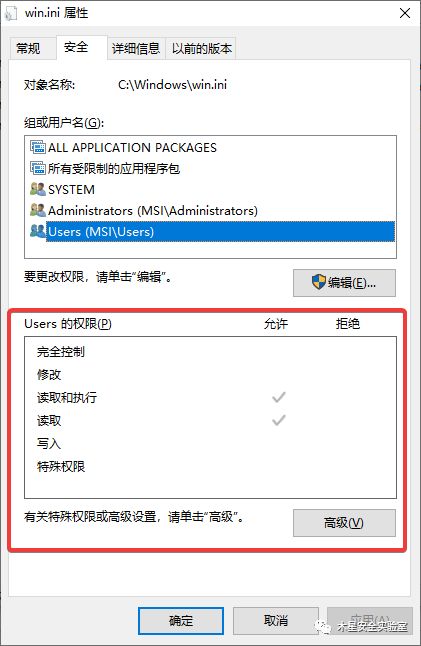 win.ini 属性
常规 安全 详细信息 以前的版本
对象名称: C:\Windows\win.ini
组或用户名(G):
ALL APPLICATION PACKAGES
所有受限制的应用程序包
SYSTEM
Administrators (MSI\Administrators)
Users (MSI\Users)
要更改权限，请单击"编辑"。 编辑(E)...
Users 的权限(P) 允许 拒绝
完全控制
修改
读取和执行
读取
写入
特殊权限
有关特殊权限或高级设置，请单击"高级"。 高级(V)
确定 取消 应用(A)
木星安全实验室